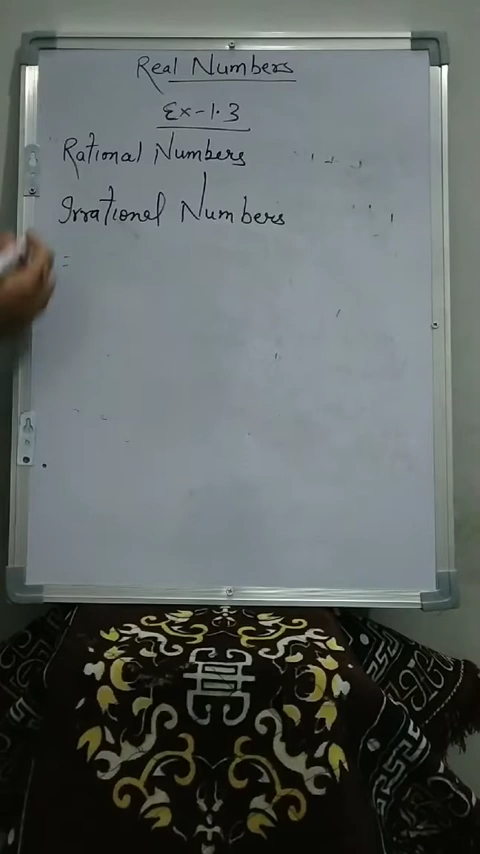 Real Numbers
Ex-1.3
Rational Numbers
Irrational Numbers
=